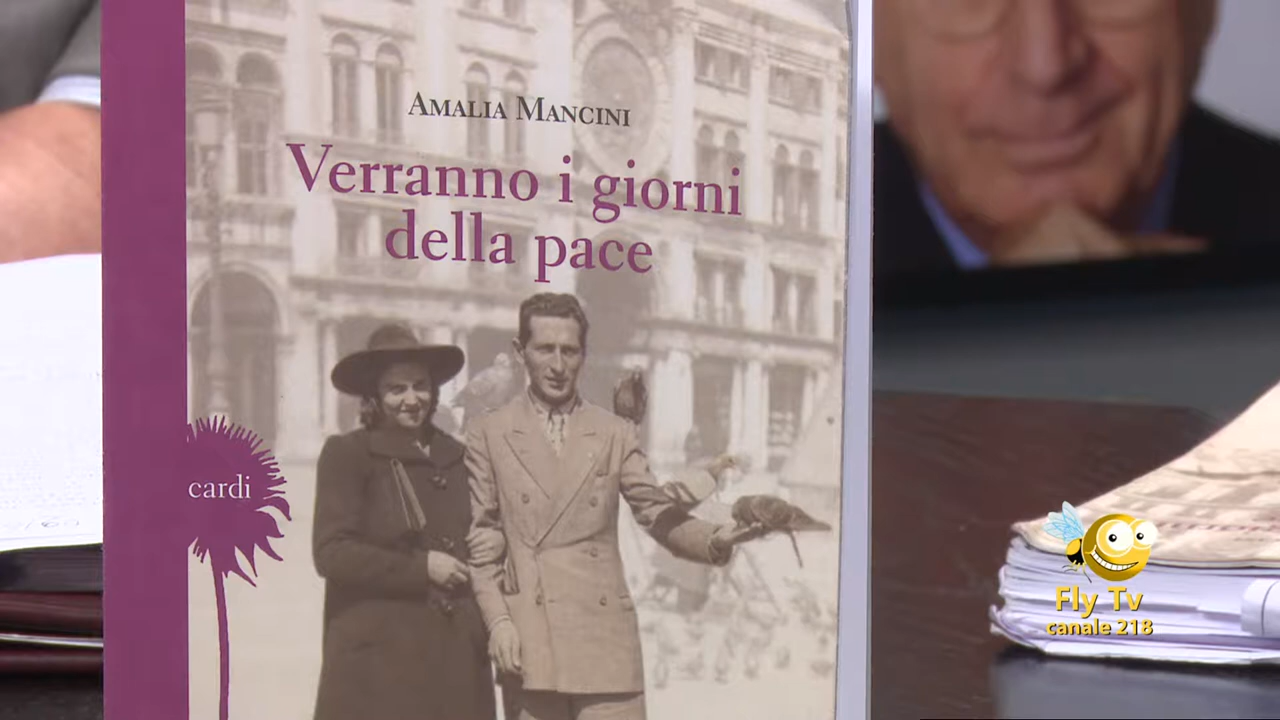 AMALIA MANCINI
Verranno i giorni
della pace
cardi
Fly Tv
canale 218